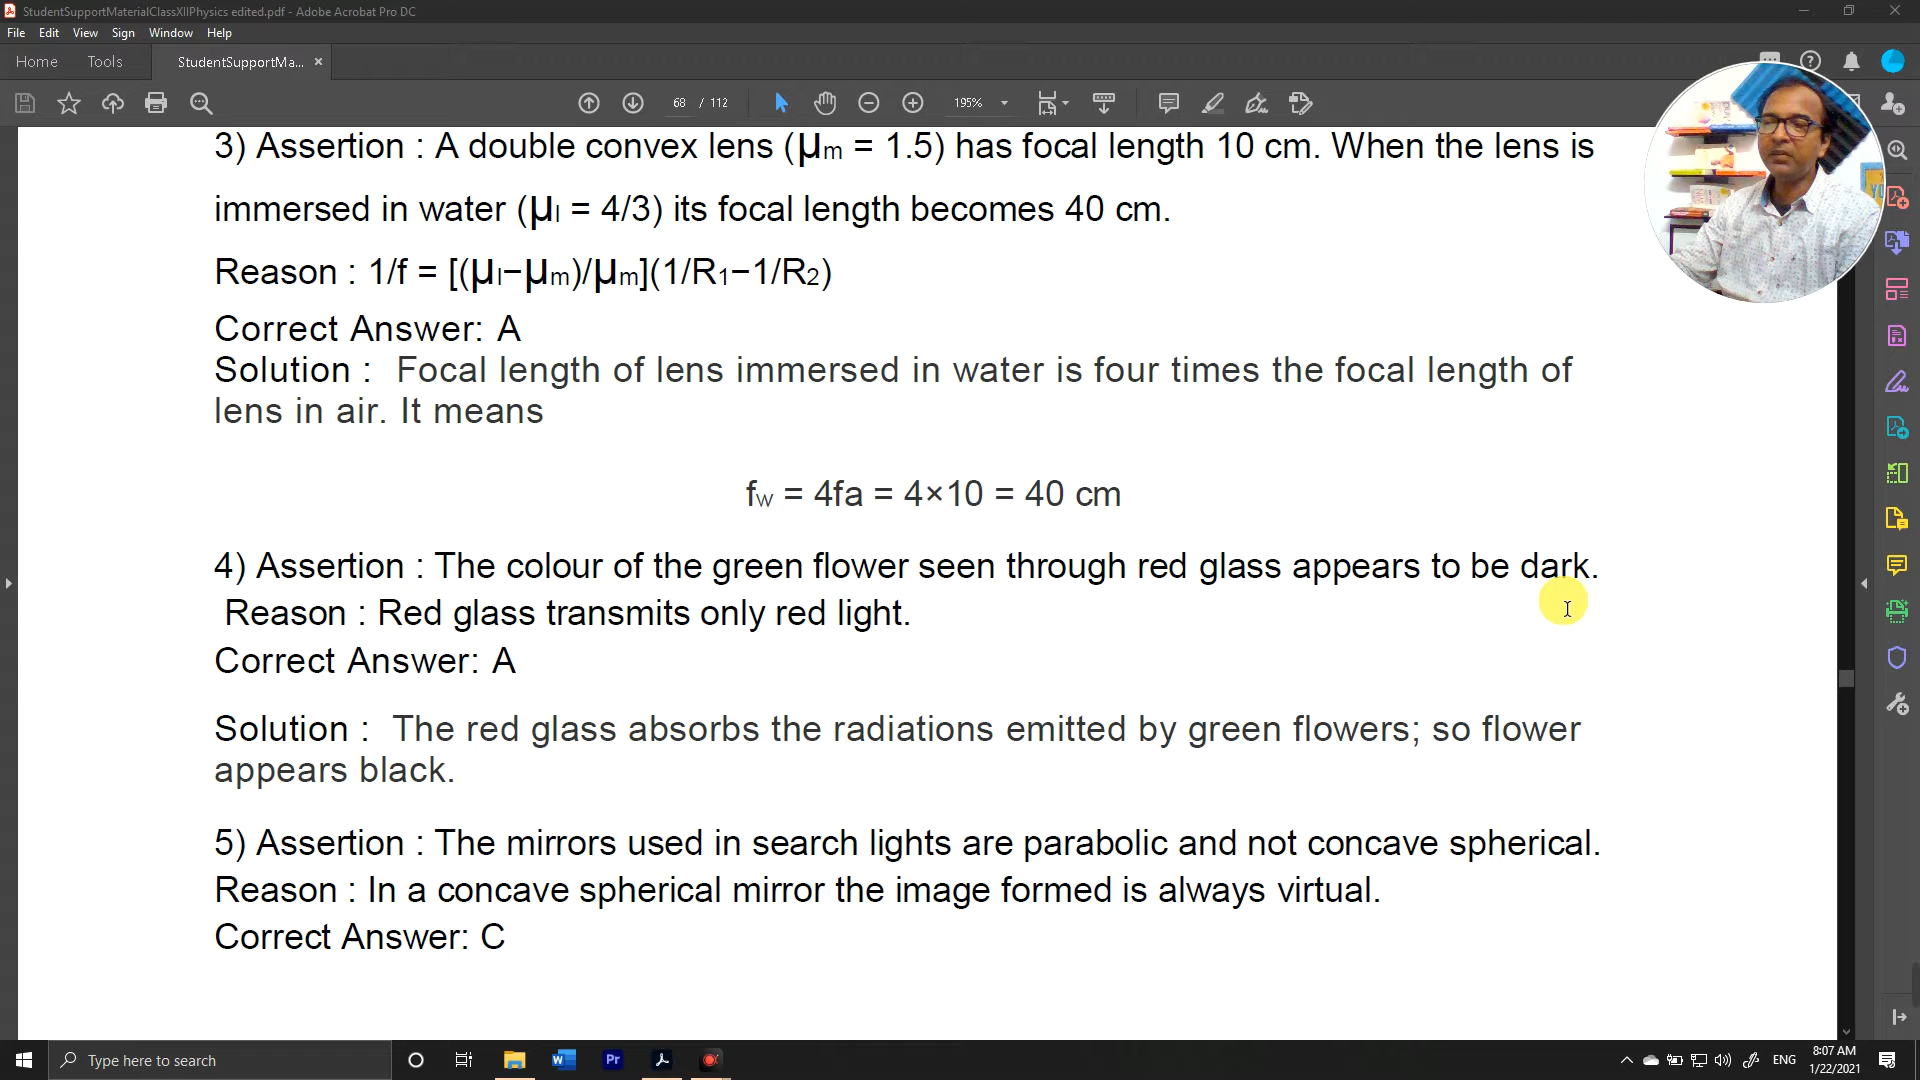 StudentSupportMaterialClassXIIPhysics edited.pdf - Adobe Acrobat Pro DC
File Edit View Sign Window Help
Home Tools StudentSupportMa... ×
68 / 112 195%
3) Assertion : A double convex lens (μm = 1.5) has focal length 10 cm. When the lens is
immersed in water (μl = 4/3) its focal length becomes 40 cm.
Reason : 1/f = [(μl−μm)/μm](1/R1−1/R2)
Correct Answer: A
Solution : Focal length of lens immersed in water is four times the focal length of
lens in air. It means
fw = 4fa = 4×10 = 40 cm
4) Assertion : The colour of the green flower seen through red glass appears to be dark.
Reason : Red glass transmits only red light.
Correct Answer: A
Solution : The red glass absorbs the radiations emitted by green flowers; so flower
appears black.
5) Assertion : The mirrors used in search lights are parabolic and not concave spherical.
Reason : In a concave spherical mirror the image formed is always virtual.
Correct Answer: C
Type here to search
ENG
8:07 AM
1/22/2021